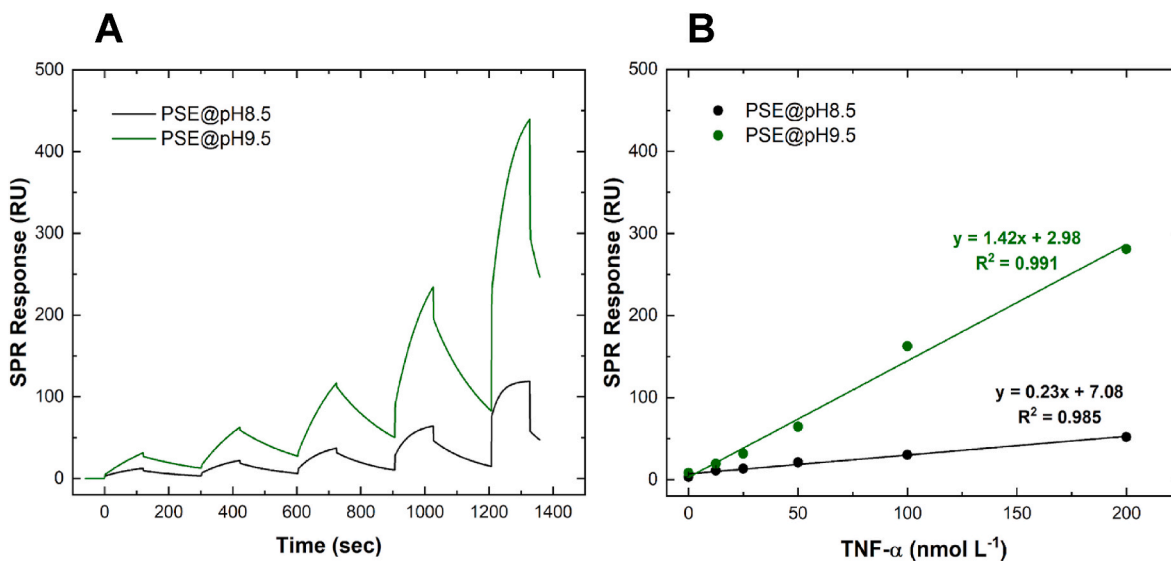 A
B
500
400
300
200
100
0
SPR Response (RU)
PSE@pH8.5
PSE@pH9.5
0
200
400
600
800
1000
1200
1400
Time (sec)
500
400
300
200
100
0
SPR Response (RU)
PSE@pH8.5
PSE@pH9.5
y = 1.42x + 2.98
R² = 0.991
y = 0.23x + 7.08
R² = 0.985
0
50
100
150
200
TNF-α (nmol L⁻¹)